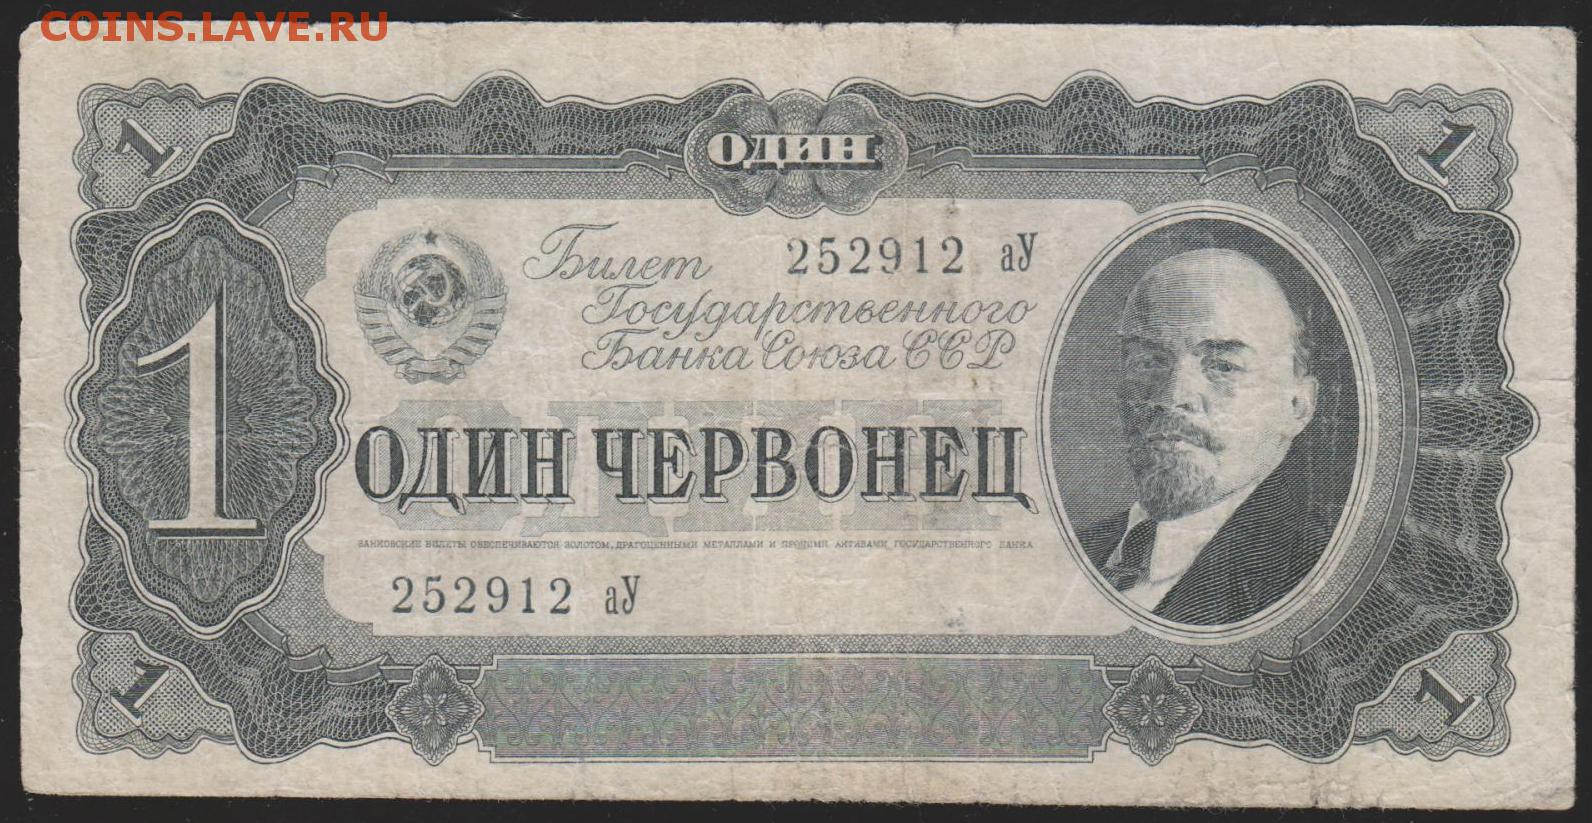 COINS.LAVE.RU
1
ОДИН
1
Билет 252912 аУ
Государственного
Банка Союза ССР
1
ОДИН
ОДИН ЧЕРВОНЕЦ
БАНКОВСКИЕ БИЛЕТЫ ОБЕСПЕЧИВАЮТСЯ ЗОЛОТОМ, ДРАГОЦЕННЫМИ МЕТАЛЛАМИ И ПРОЧИМИ АКТИВАМИ ГОСУДАРСТВЕННОГО БАНКА
252912 аУ
1
1